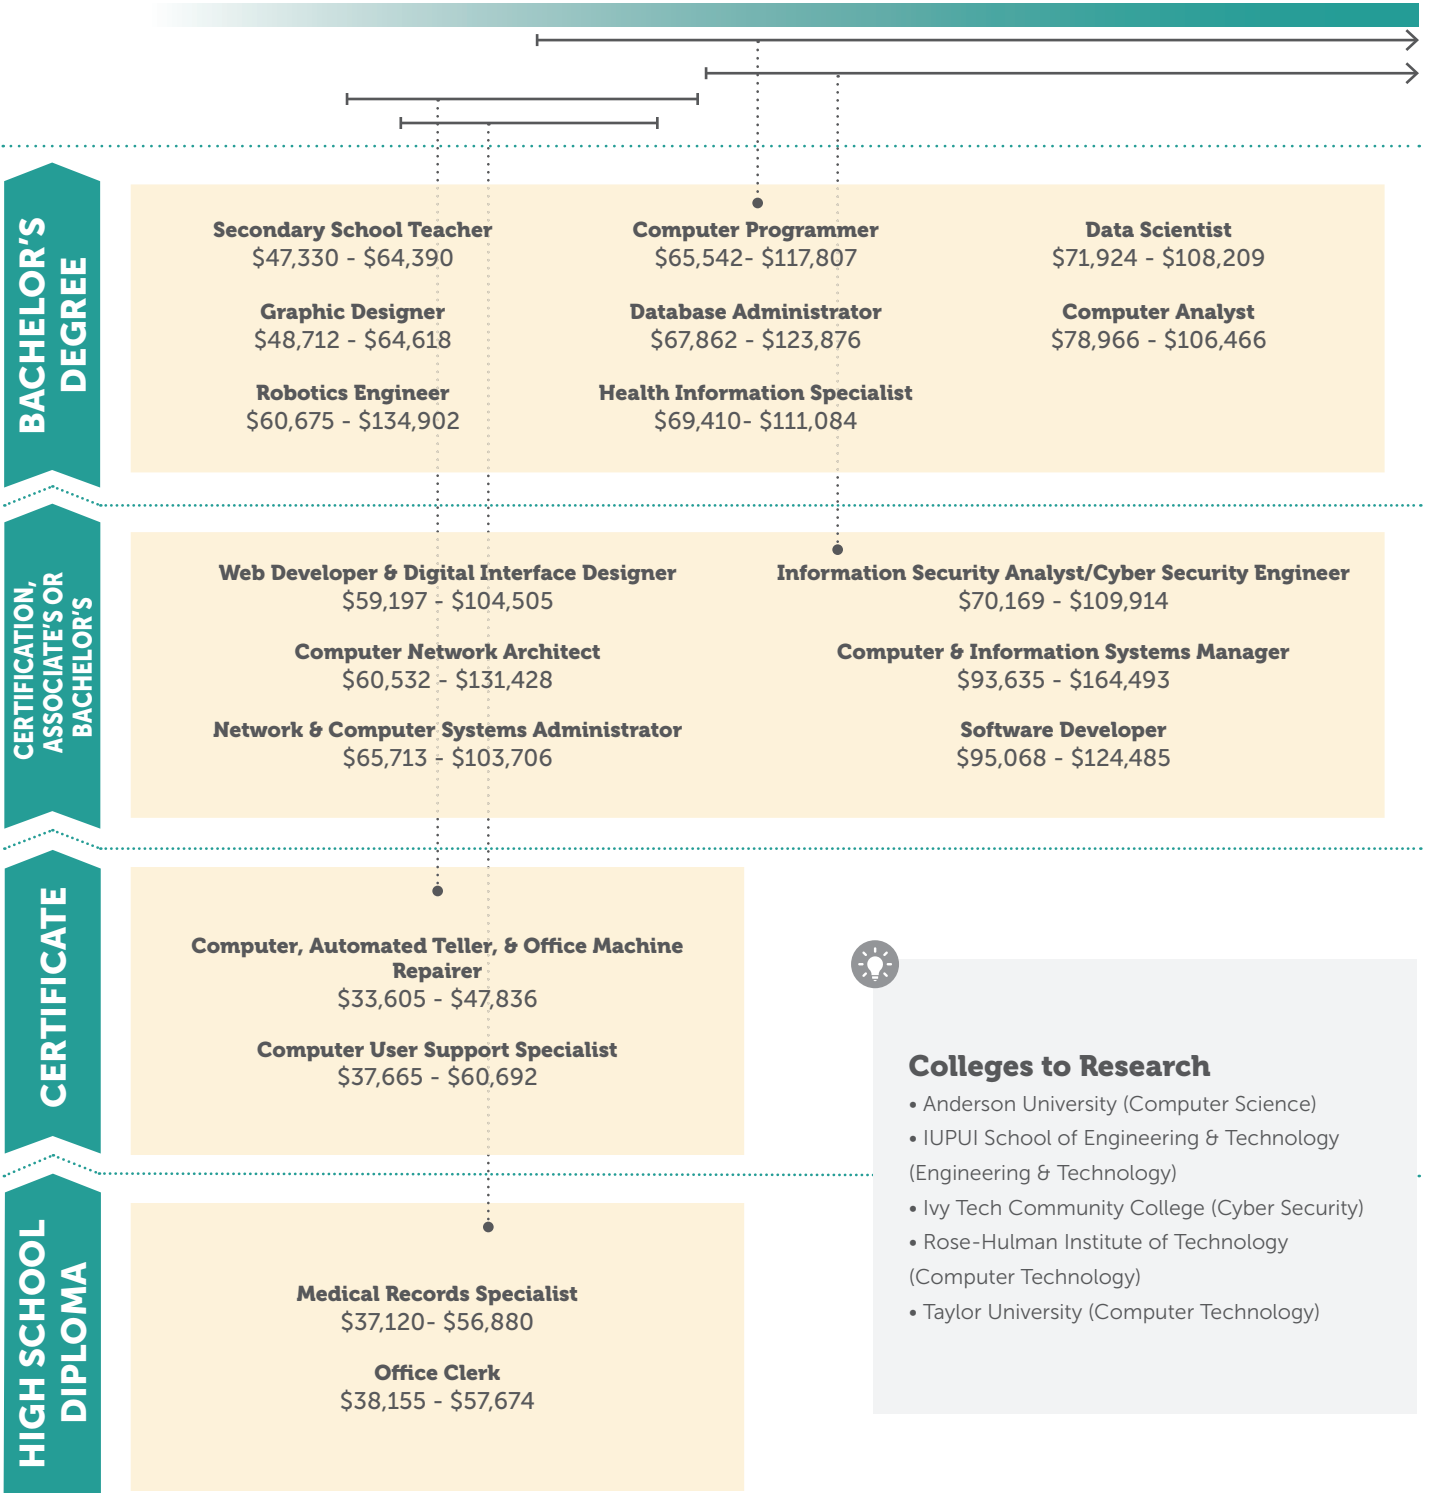 BACHELOR'S
DEGREE
Secondary School Teacher
$47,330 - $64,390
Graphic Designer
$48,712 - $64,618
Robotics Engineer
$60,675 - $134,902
Computer Programmer
$65,542- $117,807
Database Administrator
$67,862 - $123,876
Health Information Specialist
$69,410- $111,084
Data Scientist
$71,924 - $108,209
Computer Analyst
$78,966 - $106,466
CERTIFICATION,
ASSOCIATE'S OR
BACHELOR'S
Web Developer & Digital Interface Designer
$59,197 - $104,505
Computer Network Architect
$60,532 - $131,428
Network & Computer Systems Administrator
$65,713 - $103,706
Information Security Analyst/Cyber Security Engineer
$70,169 - $109,914
Computer & Information Systems Manager
$93,635 - $164,493
Software Developer
$95,068 - $124,485
CERTIFICATE
Computer, Automated Teller, & Office Machine
Repairer
$33,605 - $47,836
Computer User Support Specialist
$37,665 - $60,692
HIGH SCHOOL
DIPLOMA
Medical Records Specialist
$37,120- $56,880
Office Clerk
$38,155 - $57,674
Colleges to Research
• Anderson University (Computer Science)
• IUPUI School of Engineering & Technology
(Engineering & Technology)
• Ivy Tech Community College (Cyber Security)
• Rose-Hulman Institute of Technology
(Computer Technology)
• Taylor University (Computer Technology)